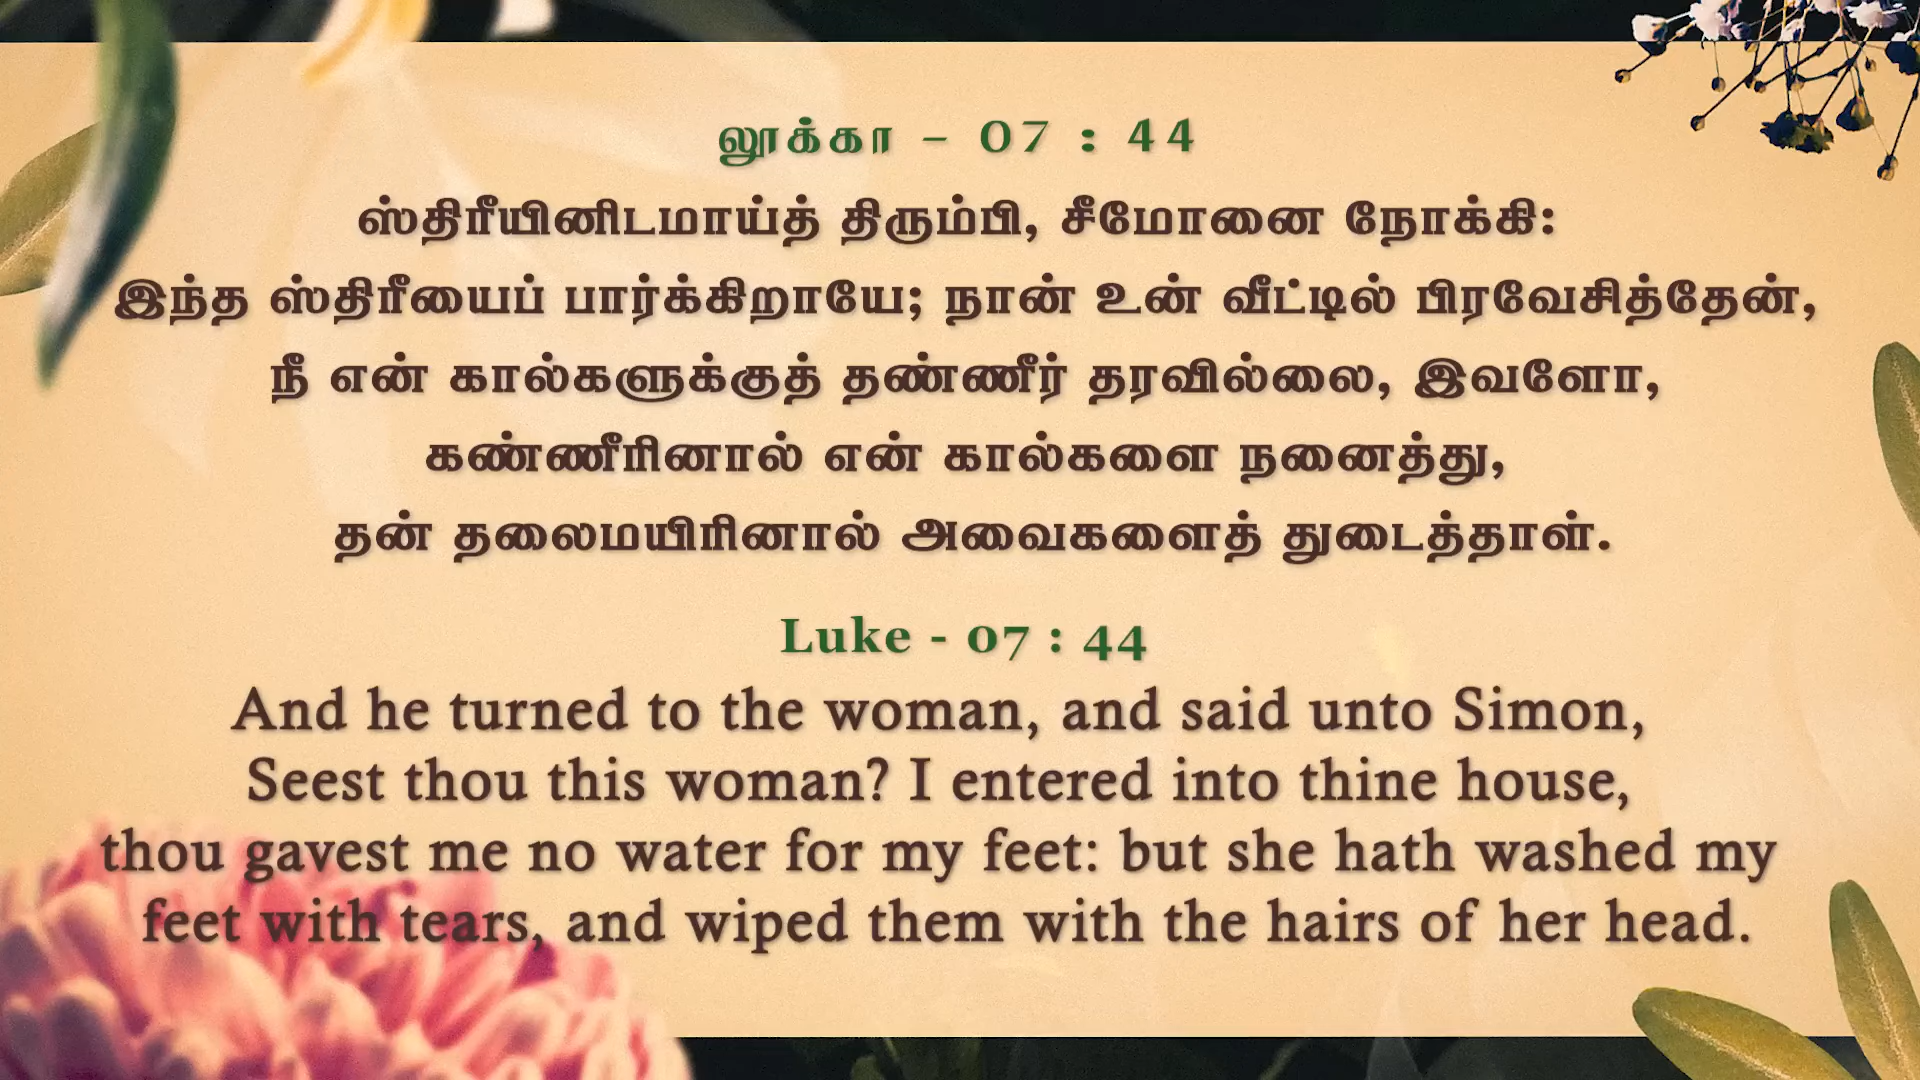 லூக்கா – 07 : 44
ஸ்திரீயினிடமாய்த் திரும்பி, சீமோனை நோக்கி:
இந்த ஸ்திரீயைப் பார்க்கிறாயே; நான் உன் வீட்டில் பிரவேசித்தேன்,
நீ என் கால்களுக்குத் தண்ணீர் தரவில்லை, இவளோ,
கண்ணீரினால் என் கால்களை நனைத்து,
தன் தலைமயிரினால் அவைகளைத் துடைத்தாள்.
Luke - 07 : 44
And he turned to the woman, and said unto Simon,
Seest thou this woman? I entered into thine house,
thou gavest me no water for my feet: but she hath washed my
feet with tears, and wiped them with the hairs of her head.